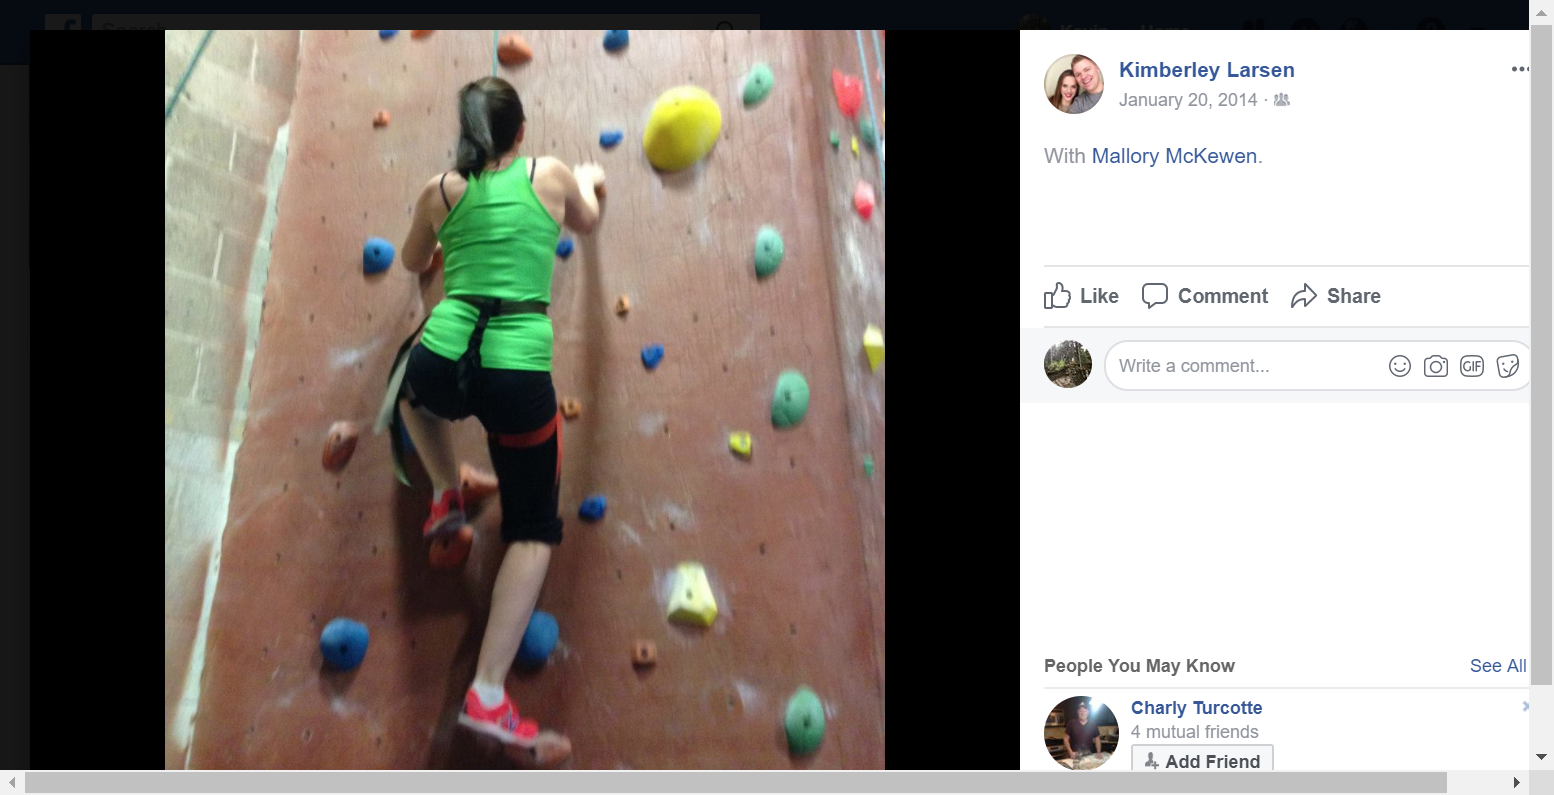 Search
Kimberley Larsen
January 20, 2014 ·
With Mallory McKewen.
Like Comment Share
Write a comment... GIF
People You May Know See All
Charly Turcotte
4 mutual friends
Add Friend